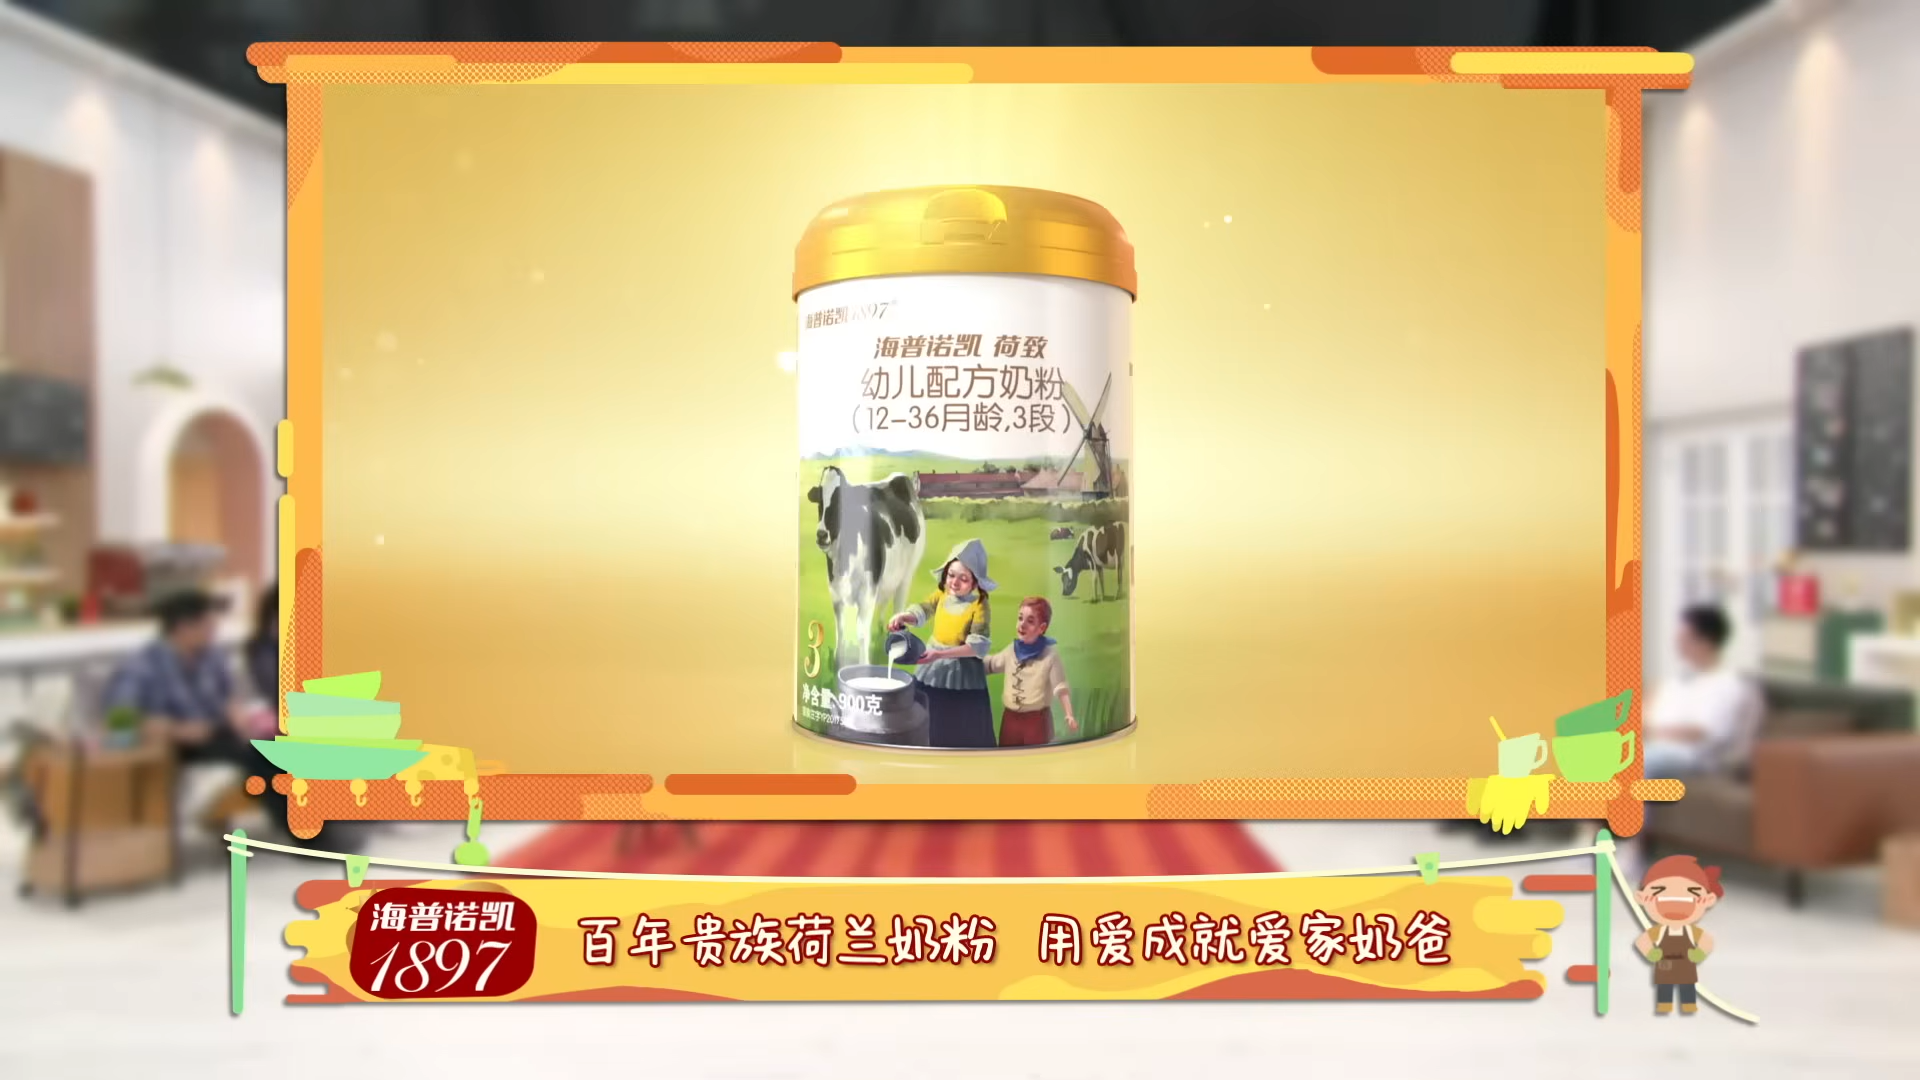 海普诺凯1897
海普诺凯 荷致
幼儿配方奶粉
（12-36月龄,3段）
3
净含量:900克
海普诺凯
1897
百年贵族荷兰奶粉 用爱成就爱家奶爸